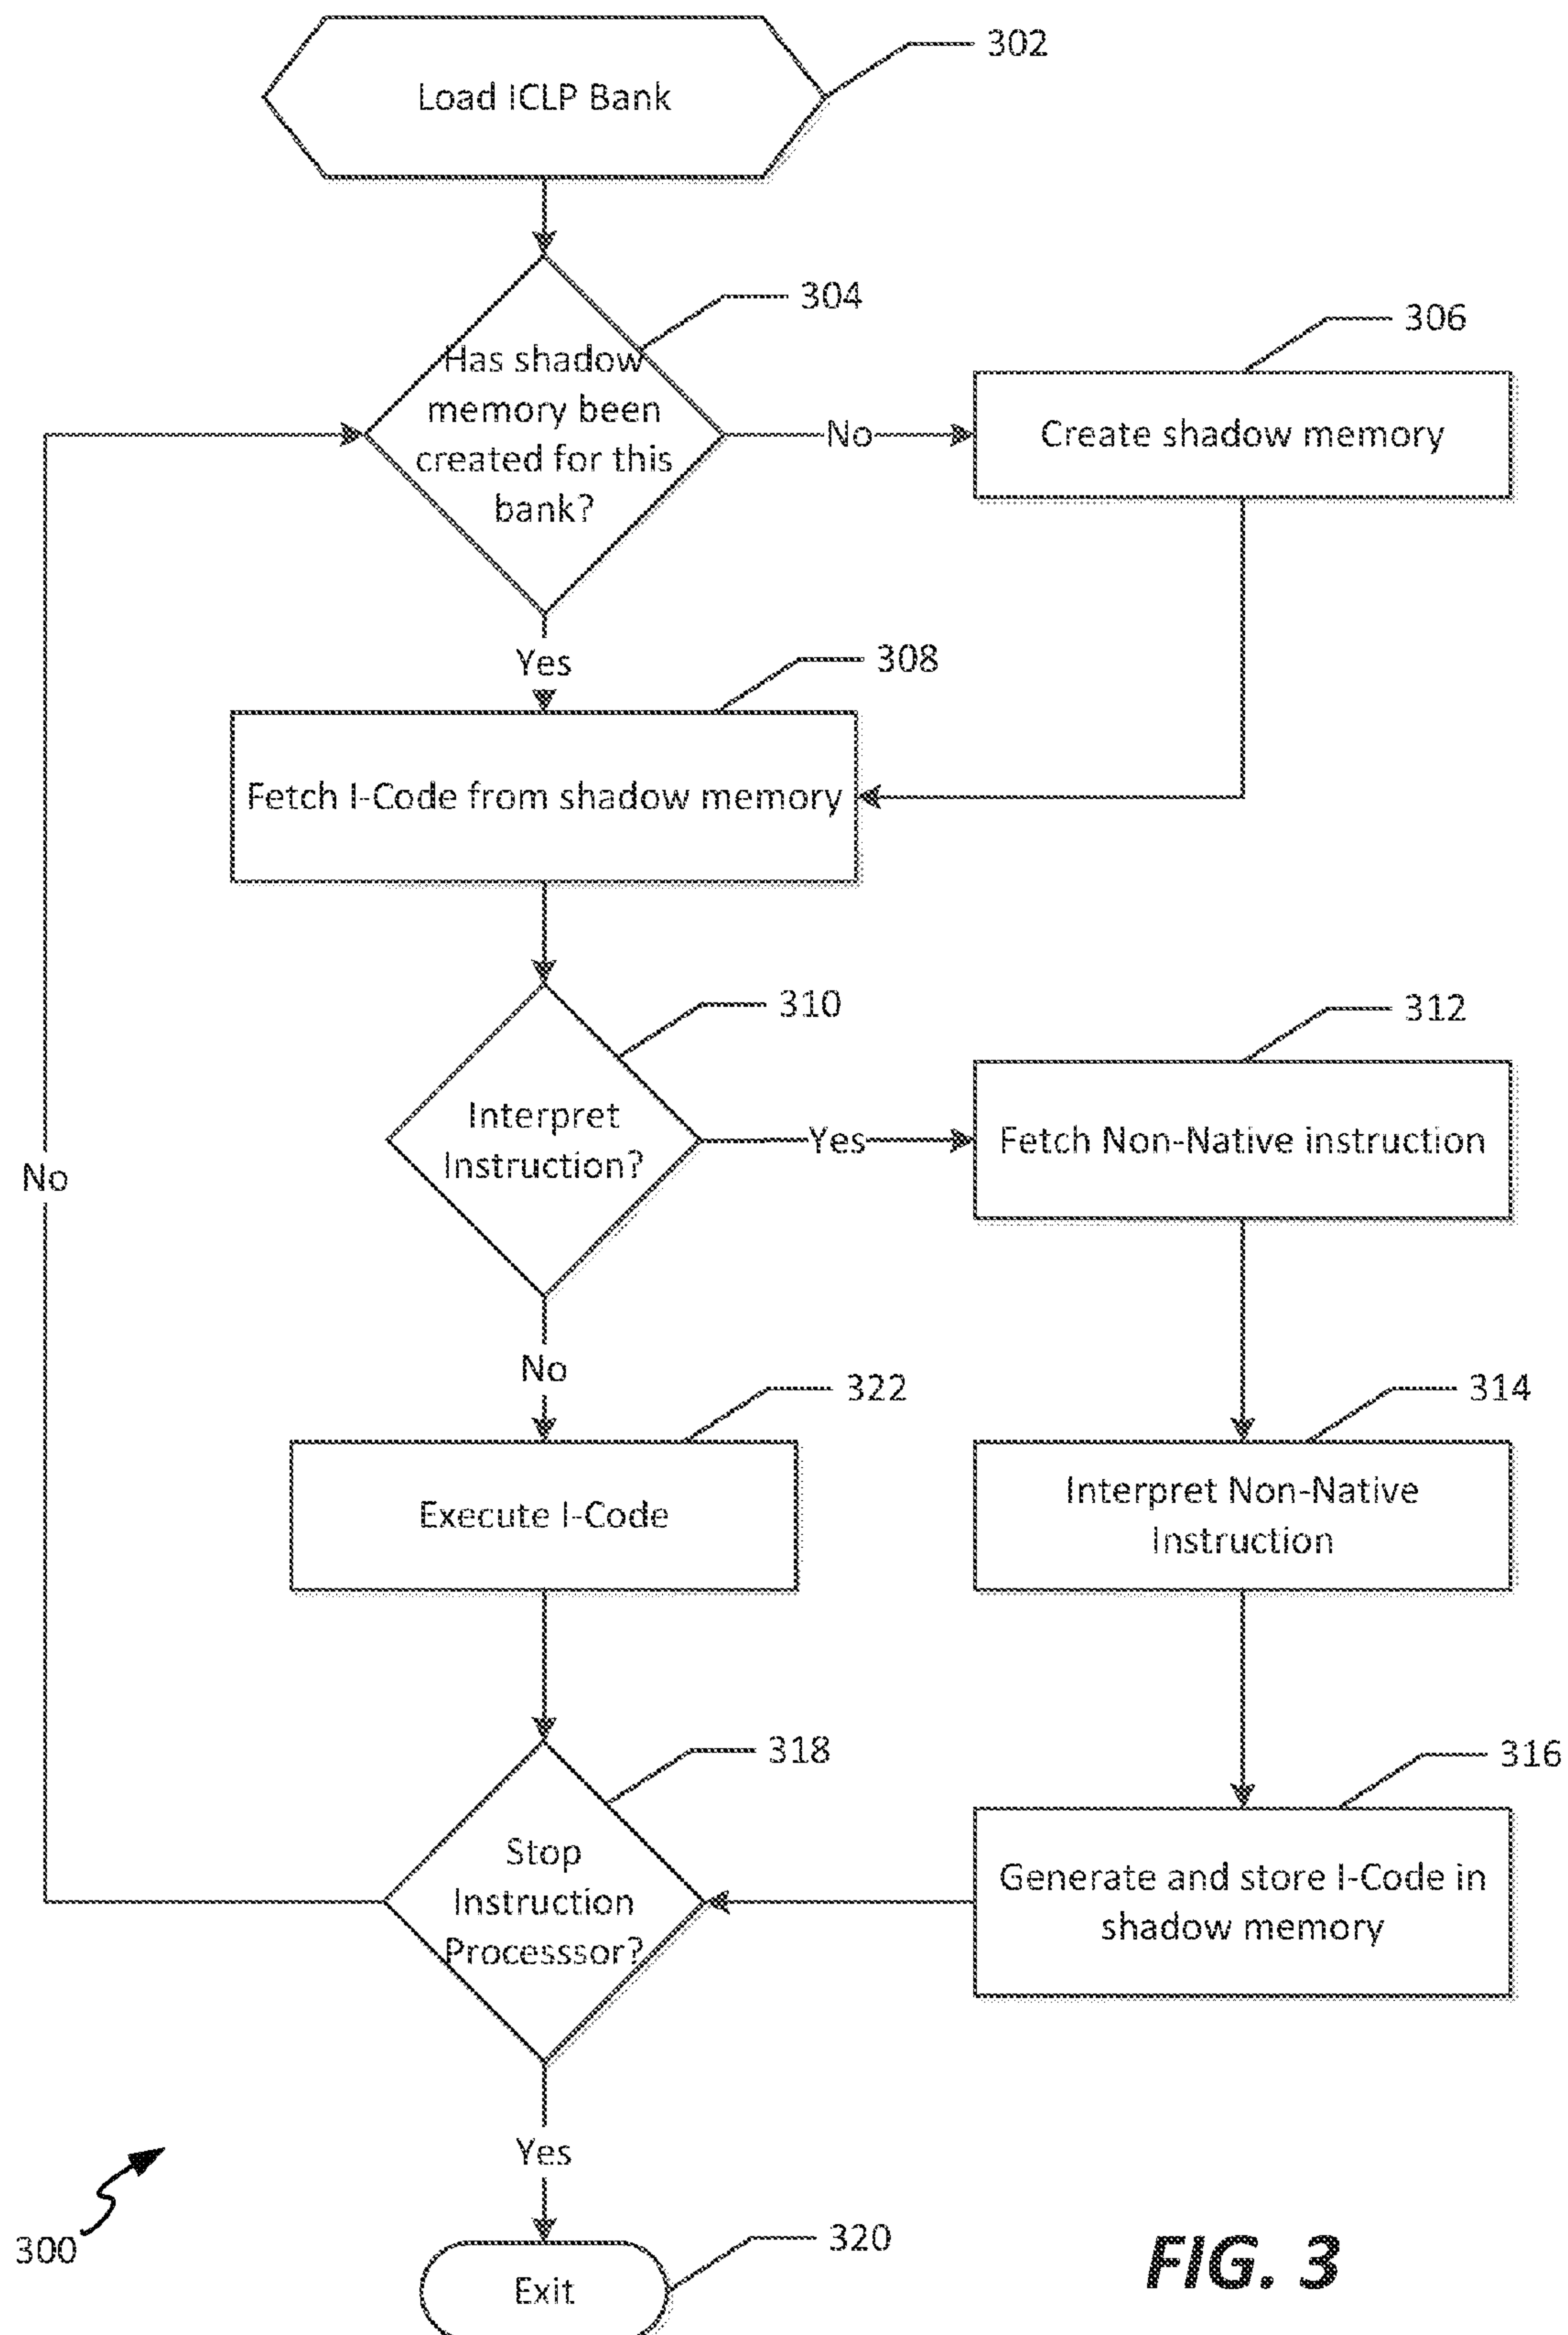 302
Load ICLP Bank
304
Has shadow
memory been
created for this
bank?
No
306
Create shadow memory
Yes
308
Fetch I-Code from shadow memory
310
Interpret
Instruction?
Yes
312
Fetch Non-Native instruction
No
No
322
Execute I-Code
314
Interpret Non-Native
Instruction
318
Stop
Instruction
Processsor?
316
Generate and store I-Code in
shadow memory
Yes
300
320
Exit
FIG. 3